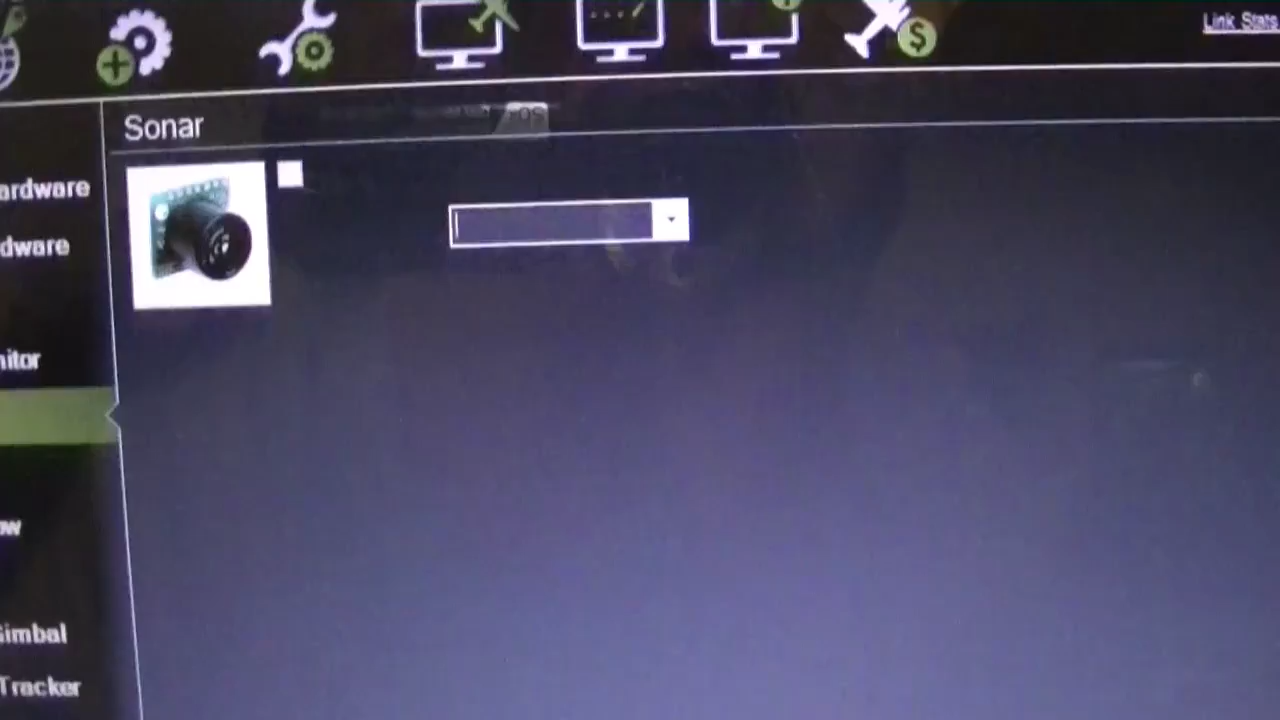 Link Stats
Sonar
ardware
dware
nitor
ow
Gimbal
Tracker